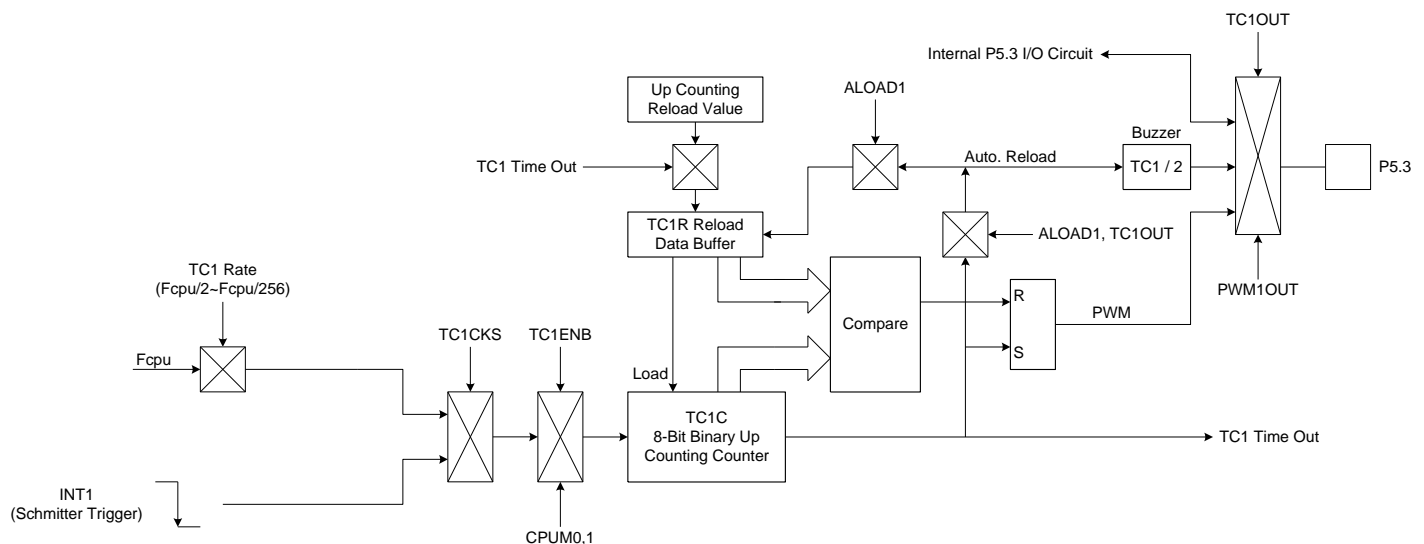 TC1OUT
Internal P5.3 I/O Circuit
Up Counting
Reload Value
ALOAD1
Buzzer
TC1 Time Out
Auto. Reload
TC1 / 2
P5.3
TC1R Reload
Data Buffer
ALOAD1, TC1OUT
TC1 Rate
(Fcpu/2~Fcpu/256)
PWM1OUT
R
Compare
PWM
TC1CKS
TC1ENB
S
Fcpu
Load
TC1C
8-Bit Binary Up
Counting Counter
TC1 Time Out
INT1
(Schmitter Trigger)
CPUM0,1